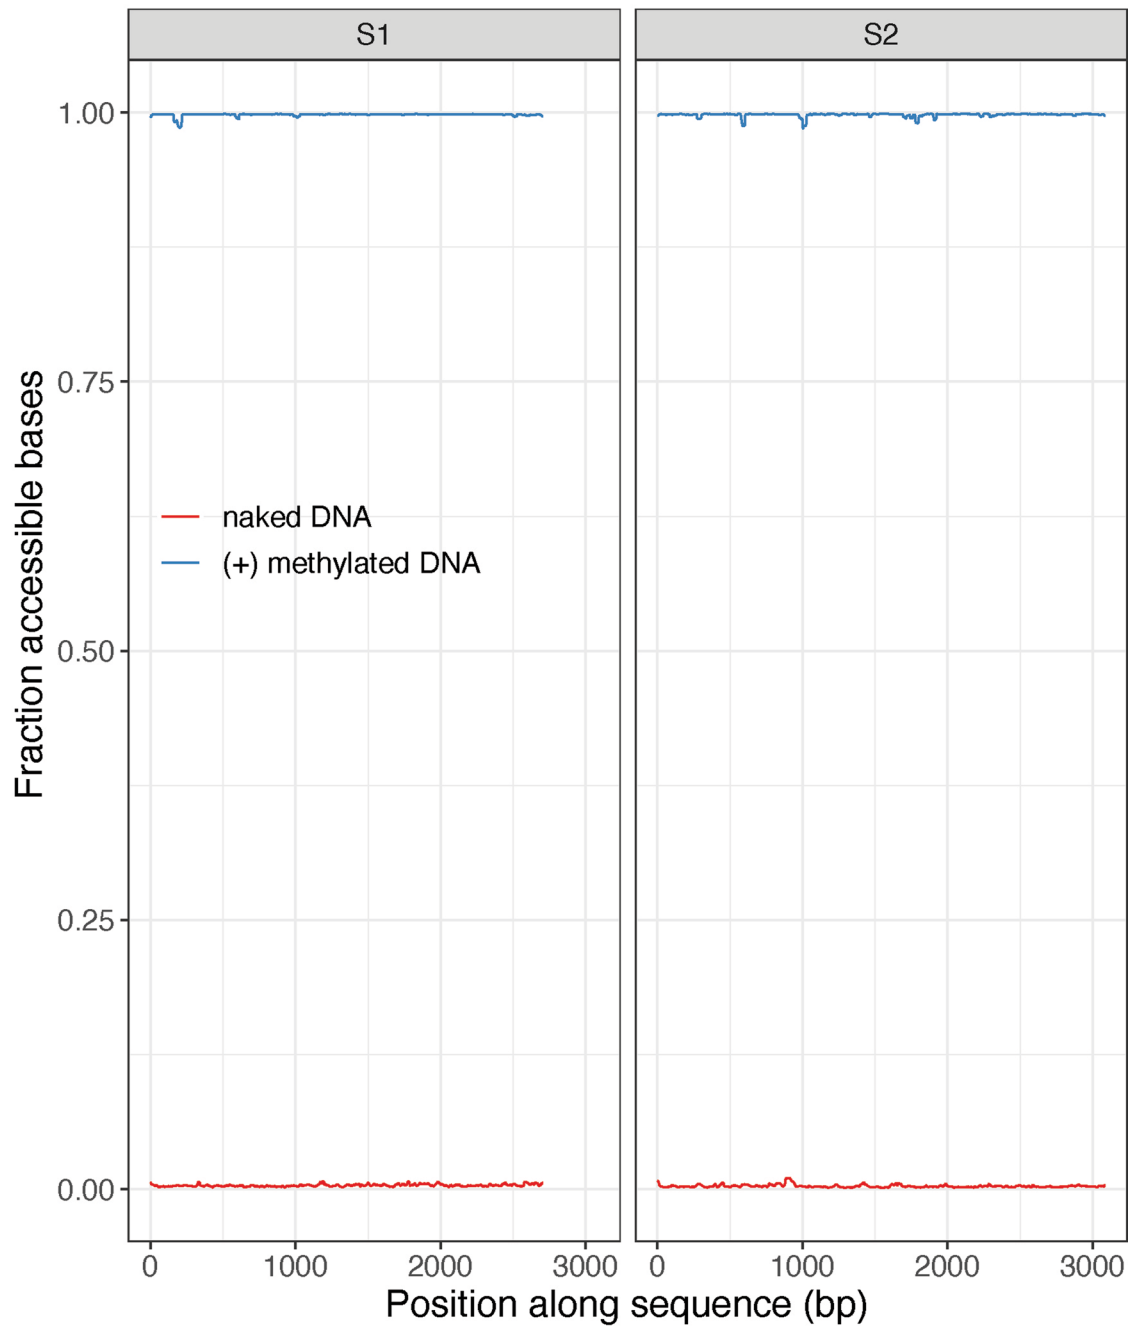 S1 S2
1.00
0.75
naked DNA
(+) methylated DNA
0.50
0.25
0.00
0 1000 2000 3000 0 1000 2000 3000
Position along sequence (bp)
Fraction accessible bases